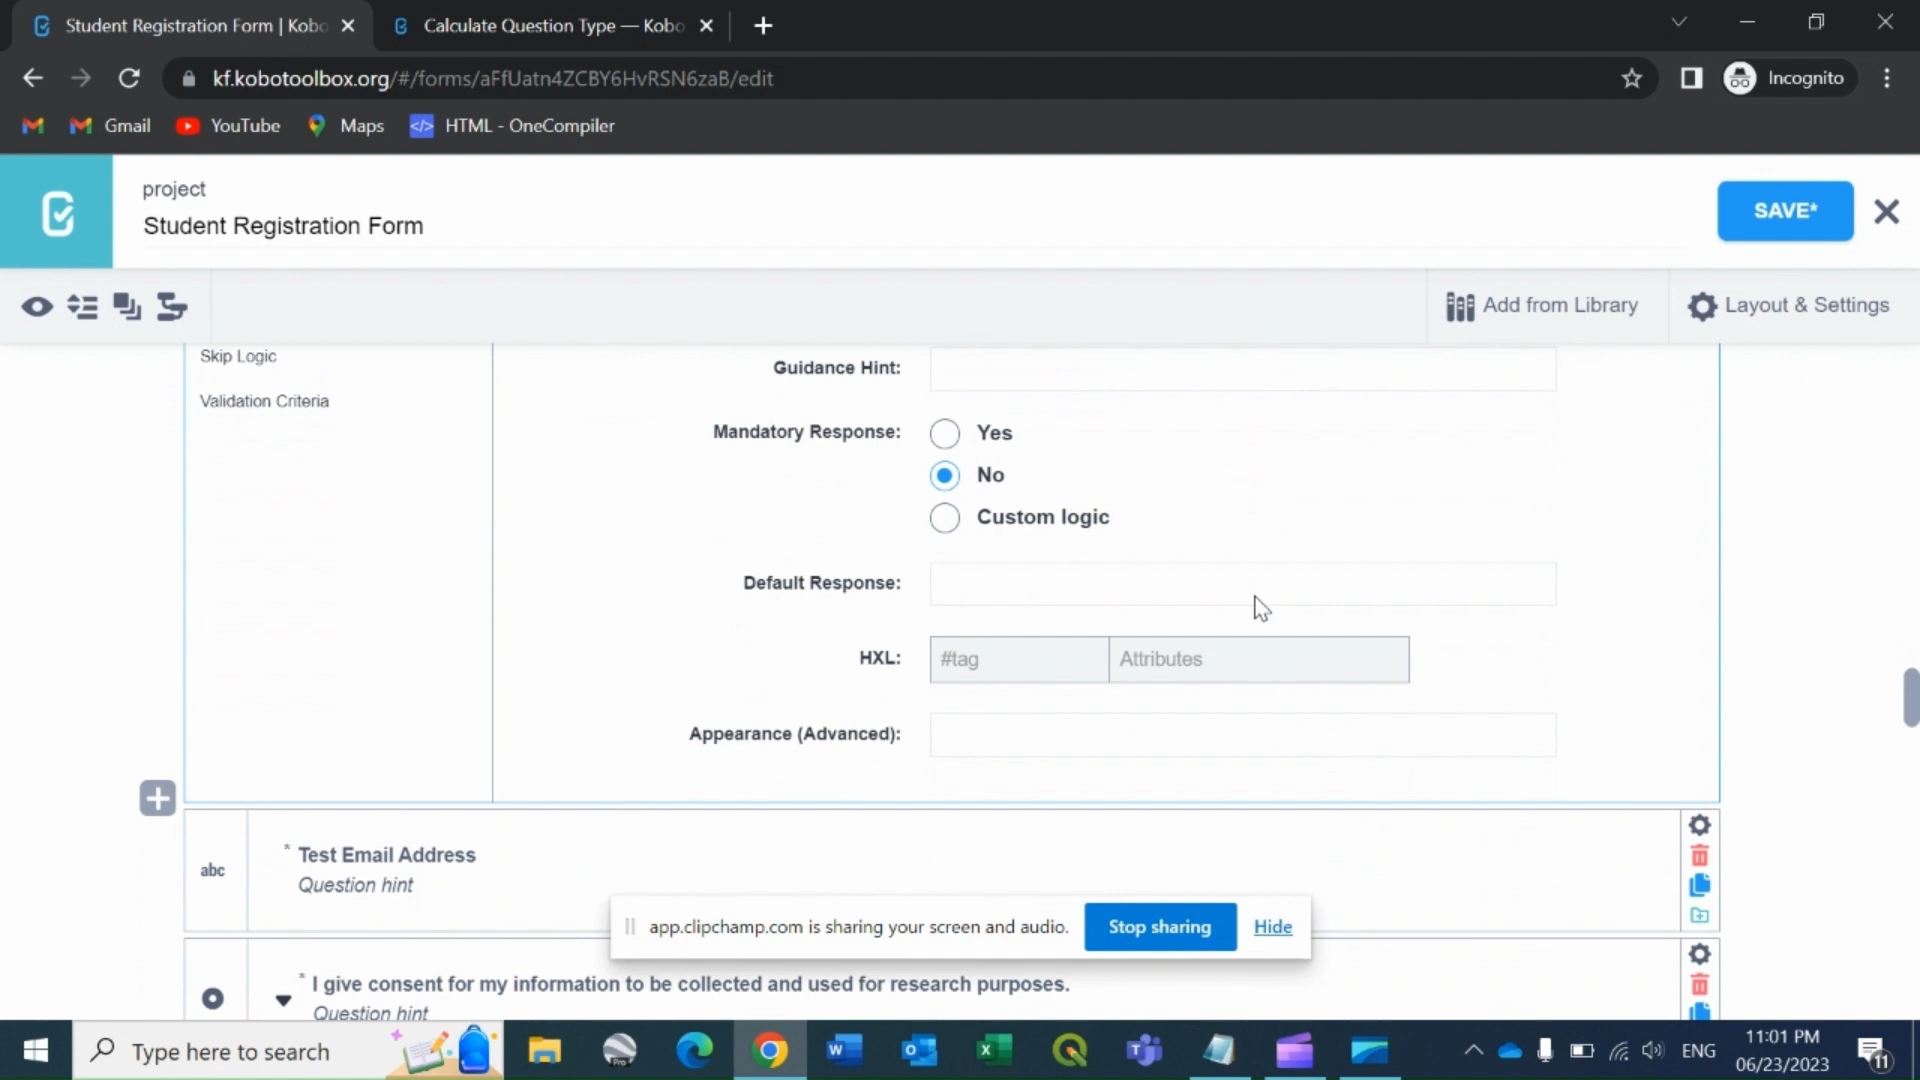 Student Registration Form | Kobo
Calculate Question Type — Kobo
kf.kobotoolbox.org/#/forms/aFfUatn4ZCBY6HvRSN6zaB/edit
Incognito
Gmail
YouTube
Maps
HTML - OneCompiler
project
Student Registration Form
SAVE*
Add from Library
Layout & Settings
Skip Logic
Validation Criteria
Guidance Hint:
Mandatory Response:
Yes
No
Custom logic
Default Response:
HXL:
#tag
Attributes
Appearance (Advanced):
abc
* Test Email Address
Question hint
app.clipchamp.com is sharing your screen and audio.
Stop sharing
Hide
* I give consent for my information to be collected and used for research purposes.
Question hint
Type here to search
Pro
ENG
11:01 PM
06/23/2023
11